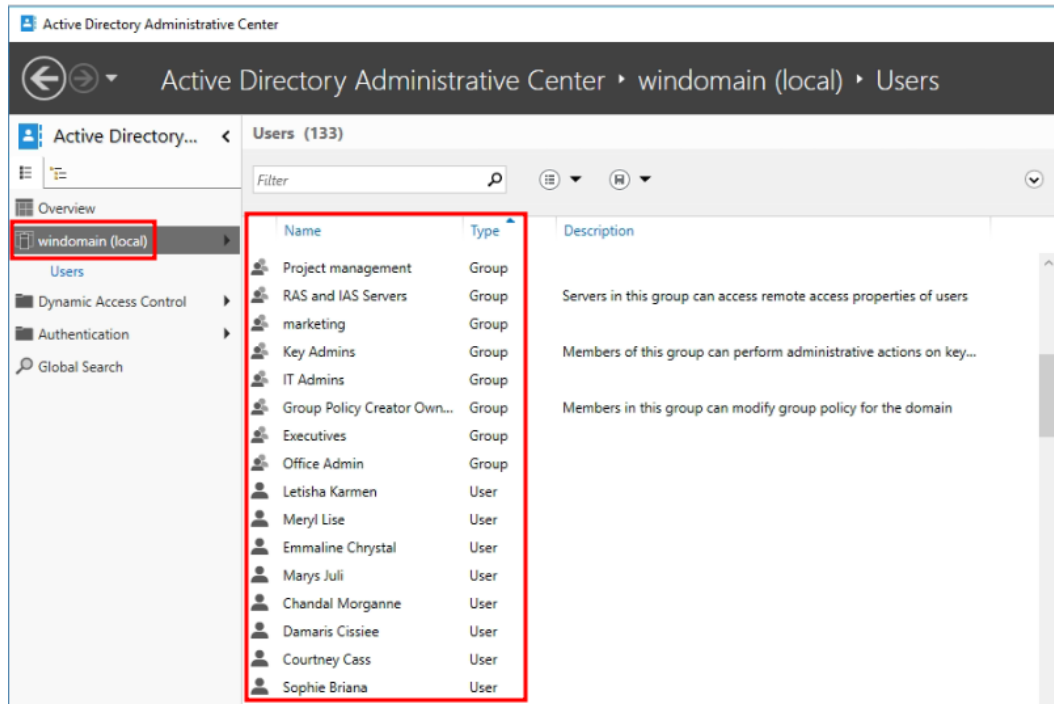 Active Directory Administrative Center
Active Directory Administrative Center • windomain (local) • Users
Active Directory...
Overview
windomain (local)
Users
Dynamic Access Control
Authentication
Global Search
Users (133)
Filter
Name Type Description
Project management Group
RAS and IAS Servers Group Servers in this group can access remote access properties of users
marketing Group
Key Admins Group Members of this group can perform administrative actions on key...
IT Admins Group
Group Policy Creator Own... Group Members in this group can modify group policy for the domain
Executives Group
Office Admin Group
Letisha Karmen User
Meryl Lise User
Emmaline Chrystal User
Marys Juli User
Chandal Morganne User
Damaris Cissiee User
Courtney Cass User
Sophie Briana User